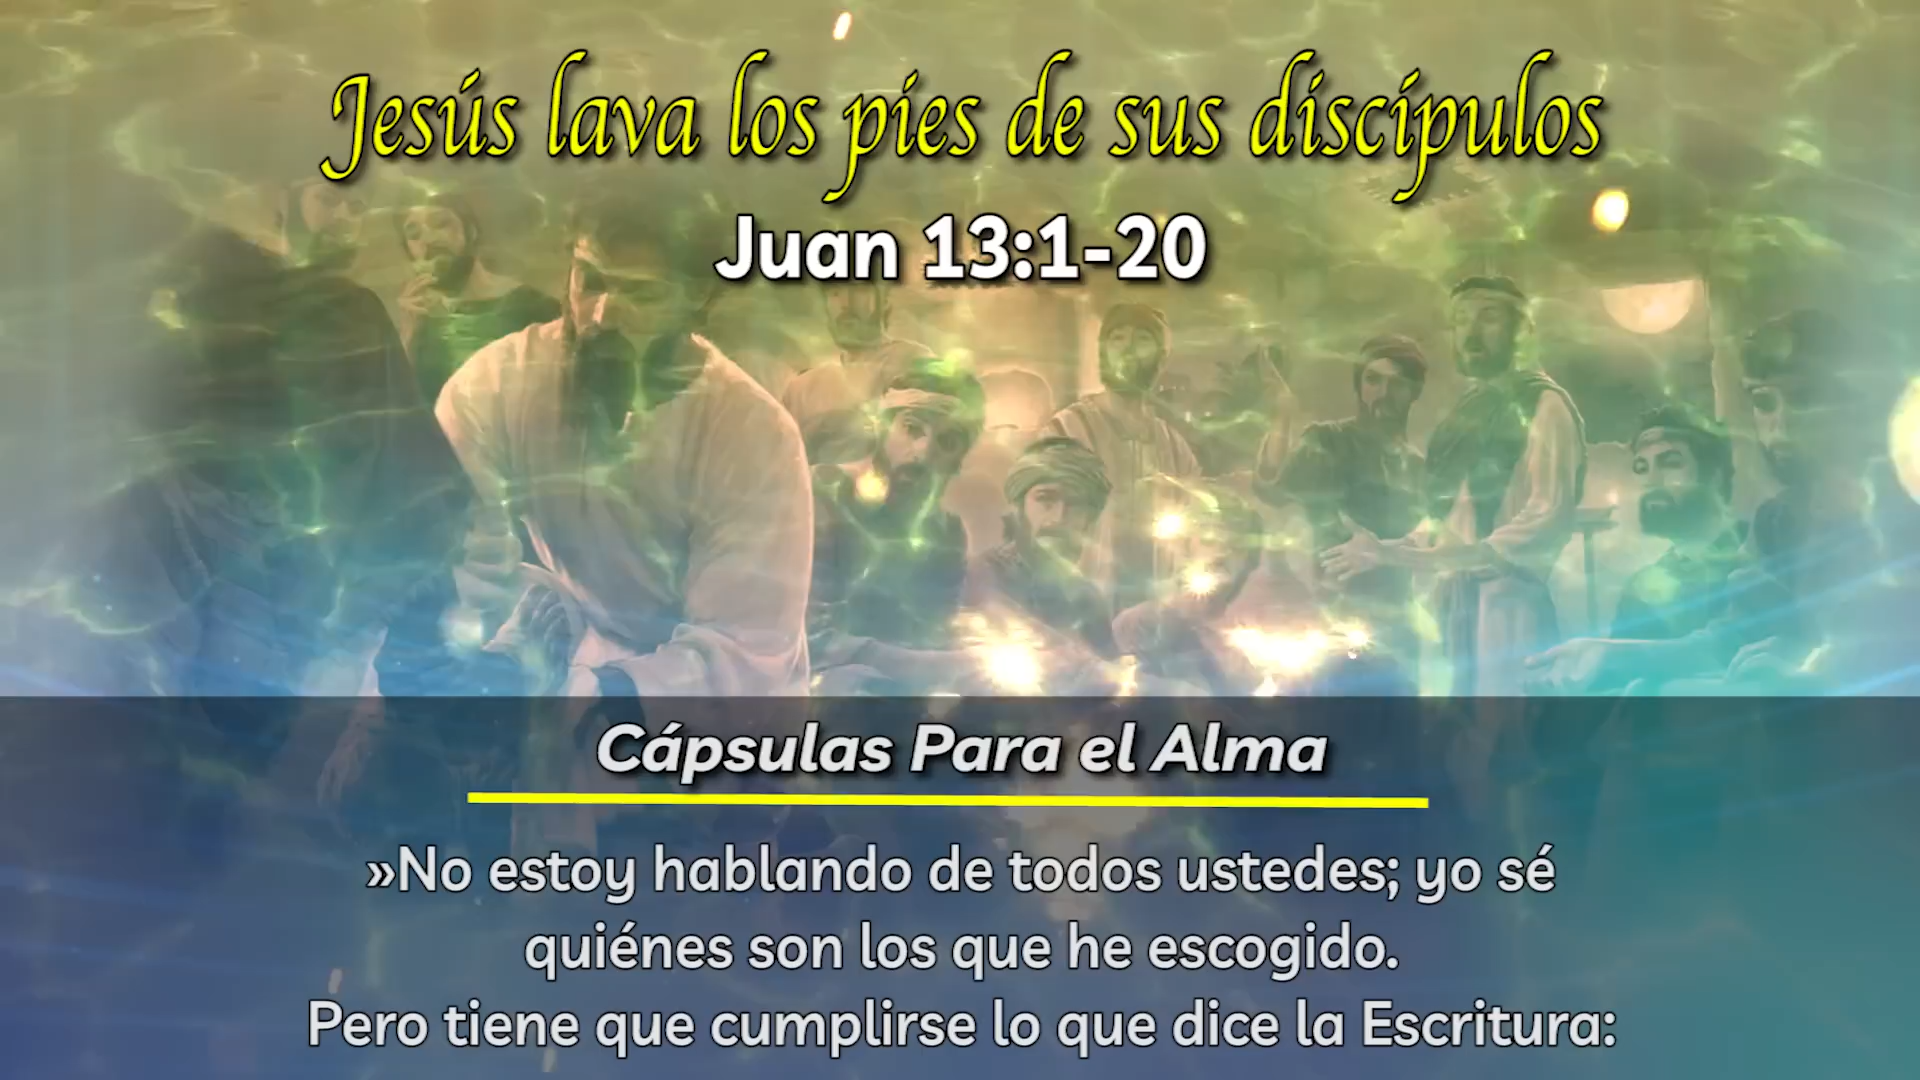 Jesús lava los pies de sus discípulos
Juan 13:1-20
Cápsulas Para el Alma
»No estoy hablando de todos ustedes; yo sé
quiénes son los que he escogido.
Pero tiene que cumplirse lo que dice la Escritura: